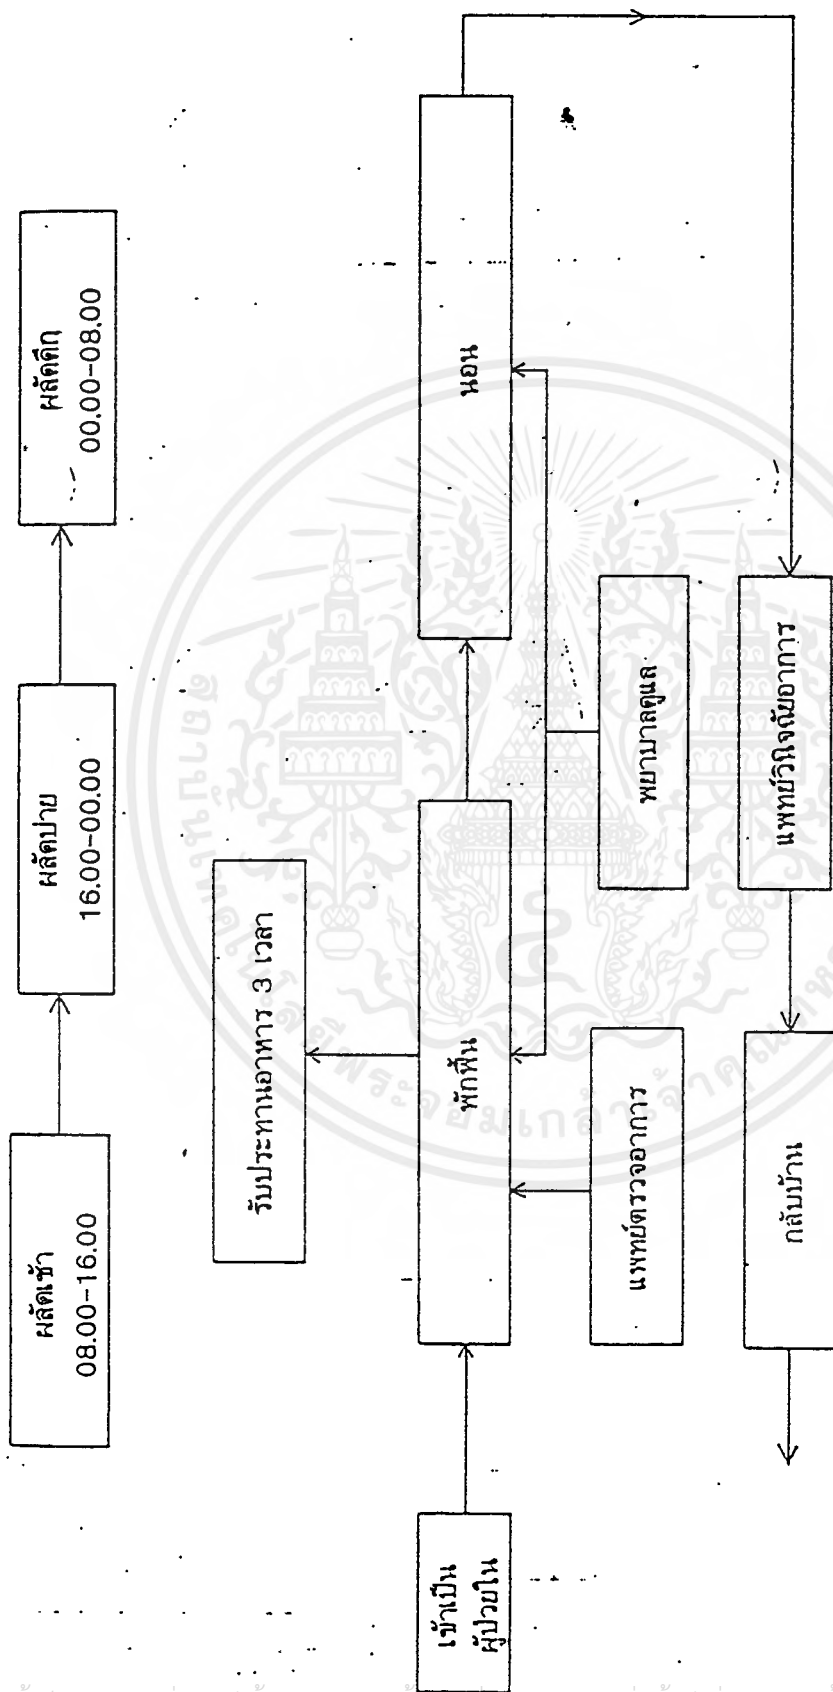 ผลัดเช้า
08.00-16.00
ผลัดบ่าย
16.00-00.00
ผลัดดึก
00.00-08.00
รับประทานอาหาร 3 เวลา
เข้าเป็น
ผู้ป่วยใน
พักฟื้น
นอน
แพทย์ตรวจอาการ
พยาบาลดูแล
กลับบ้าน
แพทย์วินิจฉัยอาการ